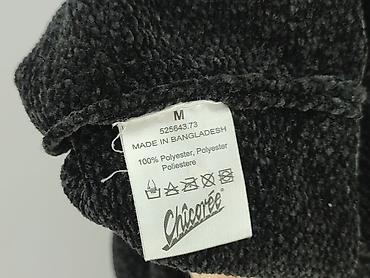 M
525643.73
MADE IN BANGLADESH
100% Polyester, Polyester
Poliestere
Chicorée®